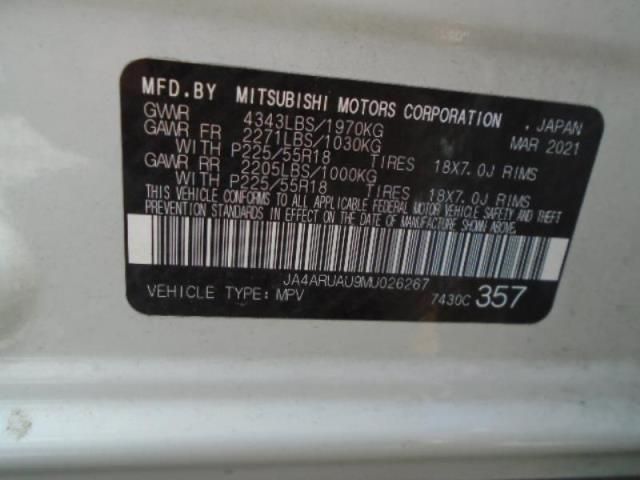 MFD.BY MITSUBISHI MOTORS CORPORATION , JAPAN
GVWR 4343LBS/1970KG MAR 2021
GAWR FR 2271LBS/1030KG
WITH P225/55R18 TIRES 18X7.0J RIMS
GAWR RR 2205LBS/1000KG
WITH P225/55R18 TIRES 18X7.0J RIMS
THIS VEHICLE CONFORMS TO ALL APPLICABLE FEDERAL MOTOR VEHICLE SAFETY AND THEFT
PREVENTION STANDARDS IN EFFECT ON THE DATE OF MANUFACTURE SHOWN ABOVE.
JA4ARUAU9MU026267
VEHICLE TYPE:MPV 7430C 357